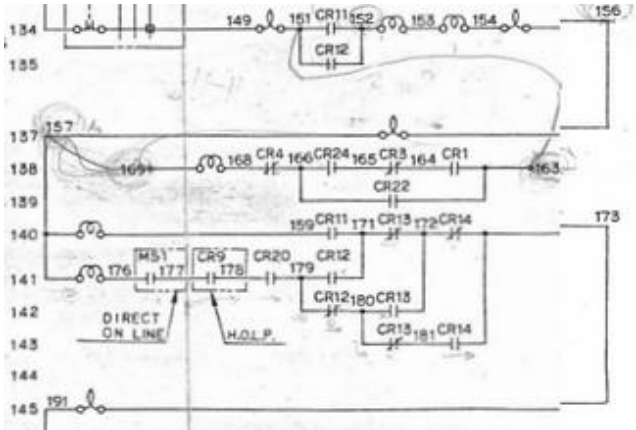 134 149 151 CR11 152 153 154 156
135 CR12
137 157
138 169 168 CR4 166 CR24 165 CR3 164 CR1 163
139 CR22
140 159 CR11 171 CR13 172 CR14 173
141 176 MS1 177 CR9 178 CR20 179 CR12
142 CR12 180 CR13
DIRECT
ON LINE
H.O.L.P.
143 CR13 181 CR14
145 191